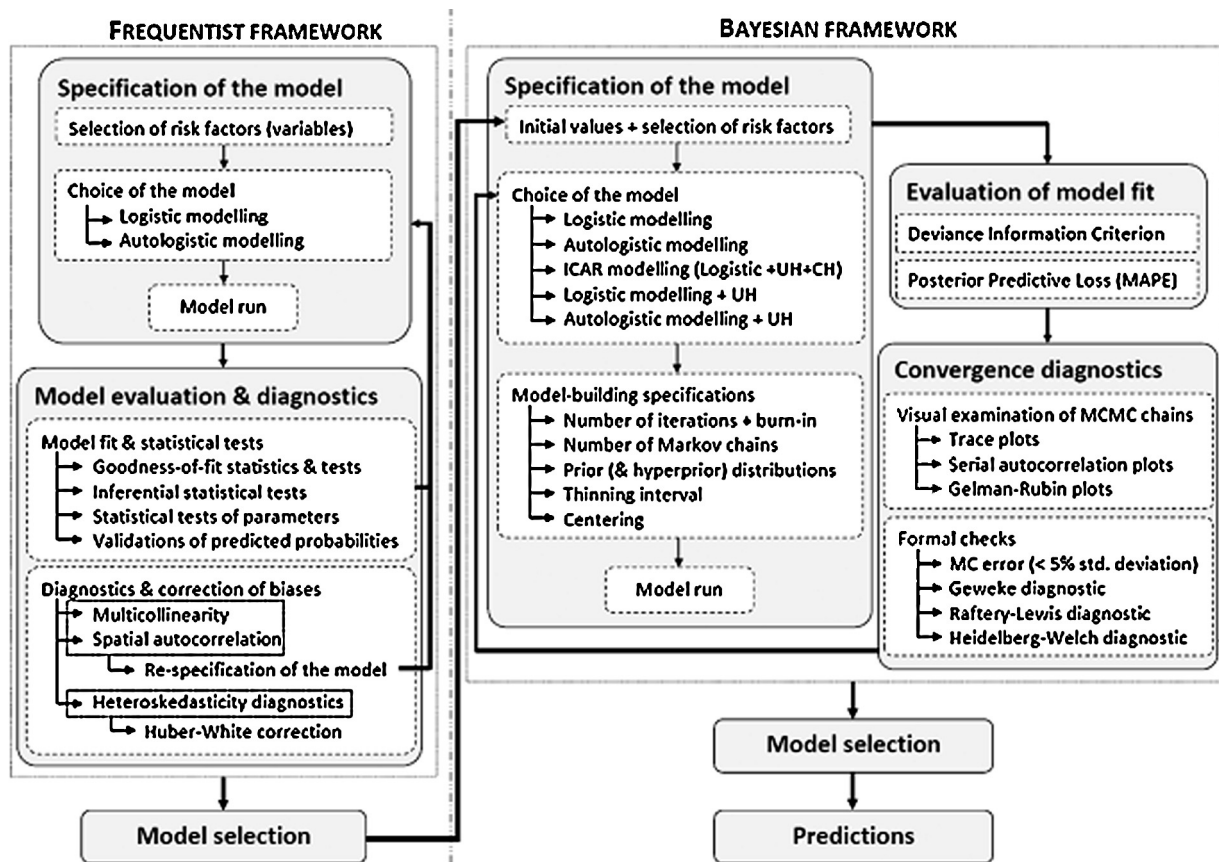 FREQUENTIST FRAMEWORK
Specification of the model
Selection of risk factors (variables)
Choice of the model
Logistic modelling
Autologistic modelling
Model run
Model evaluation & diagnostics
Model fit & statistical tests
Goodness-of-fit statistics & tests
Inferential statistical tests
Statistical tests of parameters
Validations of predicted probabilities
Diagnostics & correction of biases
Multicollinearity
Spatial autocorrelation
Re-specification of the model
Heteroskedasticity diagnostics
Huber-White correction
Model selection
BAYESIAN FRAMEWORK
Specification of the model
Initial values + selection of risk factors
Choice of the model
Logistic modelling
Autologistic modelling
ICAR modelling (Logistic +UH+CH)
Logistic modelling + UH
Autologistic modelling + UH
Model-building specifications
Number of iterations + burn-in
Number of Markov chains
Prior (& hyperprior) distributions
Thinning interval
Centering
Model run
Evaluation of model fit
Deviance Information Criterion
Posterior Predictive Loss (MAPE)
Convergence diagnostics
Visual examination of MCMC chains
Trace plots
Serial autocorrelation plots
Gelman-Rubin plots
Formal checks
MC error (< 5% std. deviation)
Geweke diagnostic
Raftery-Lewis diagnostic
Heidelberg-Welch diagnostic
Model selection
Predictions